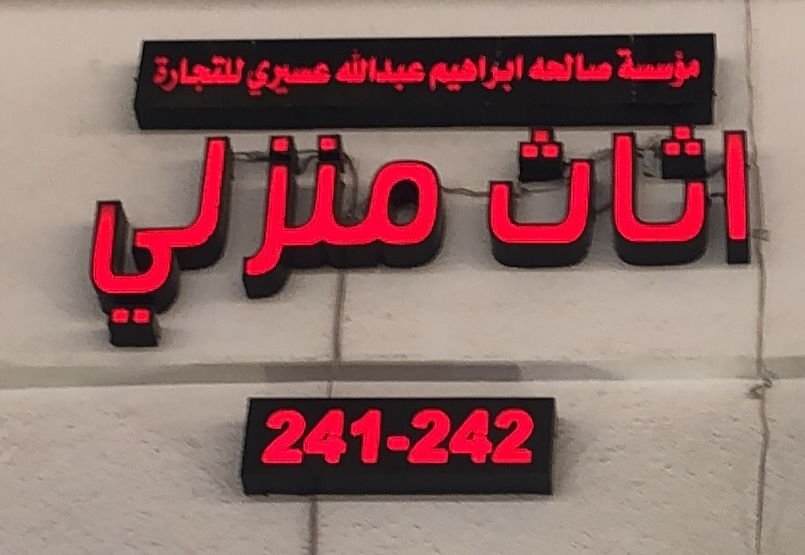 مؤسسة صالحه ابراهيم عبدالله عسيري للتجارة
اثاث منزلي
241-242